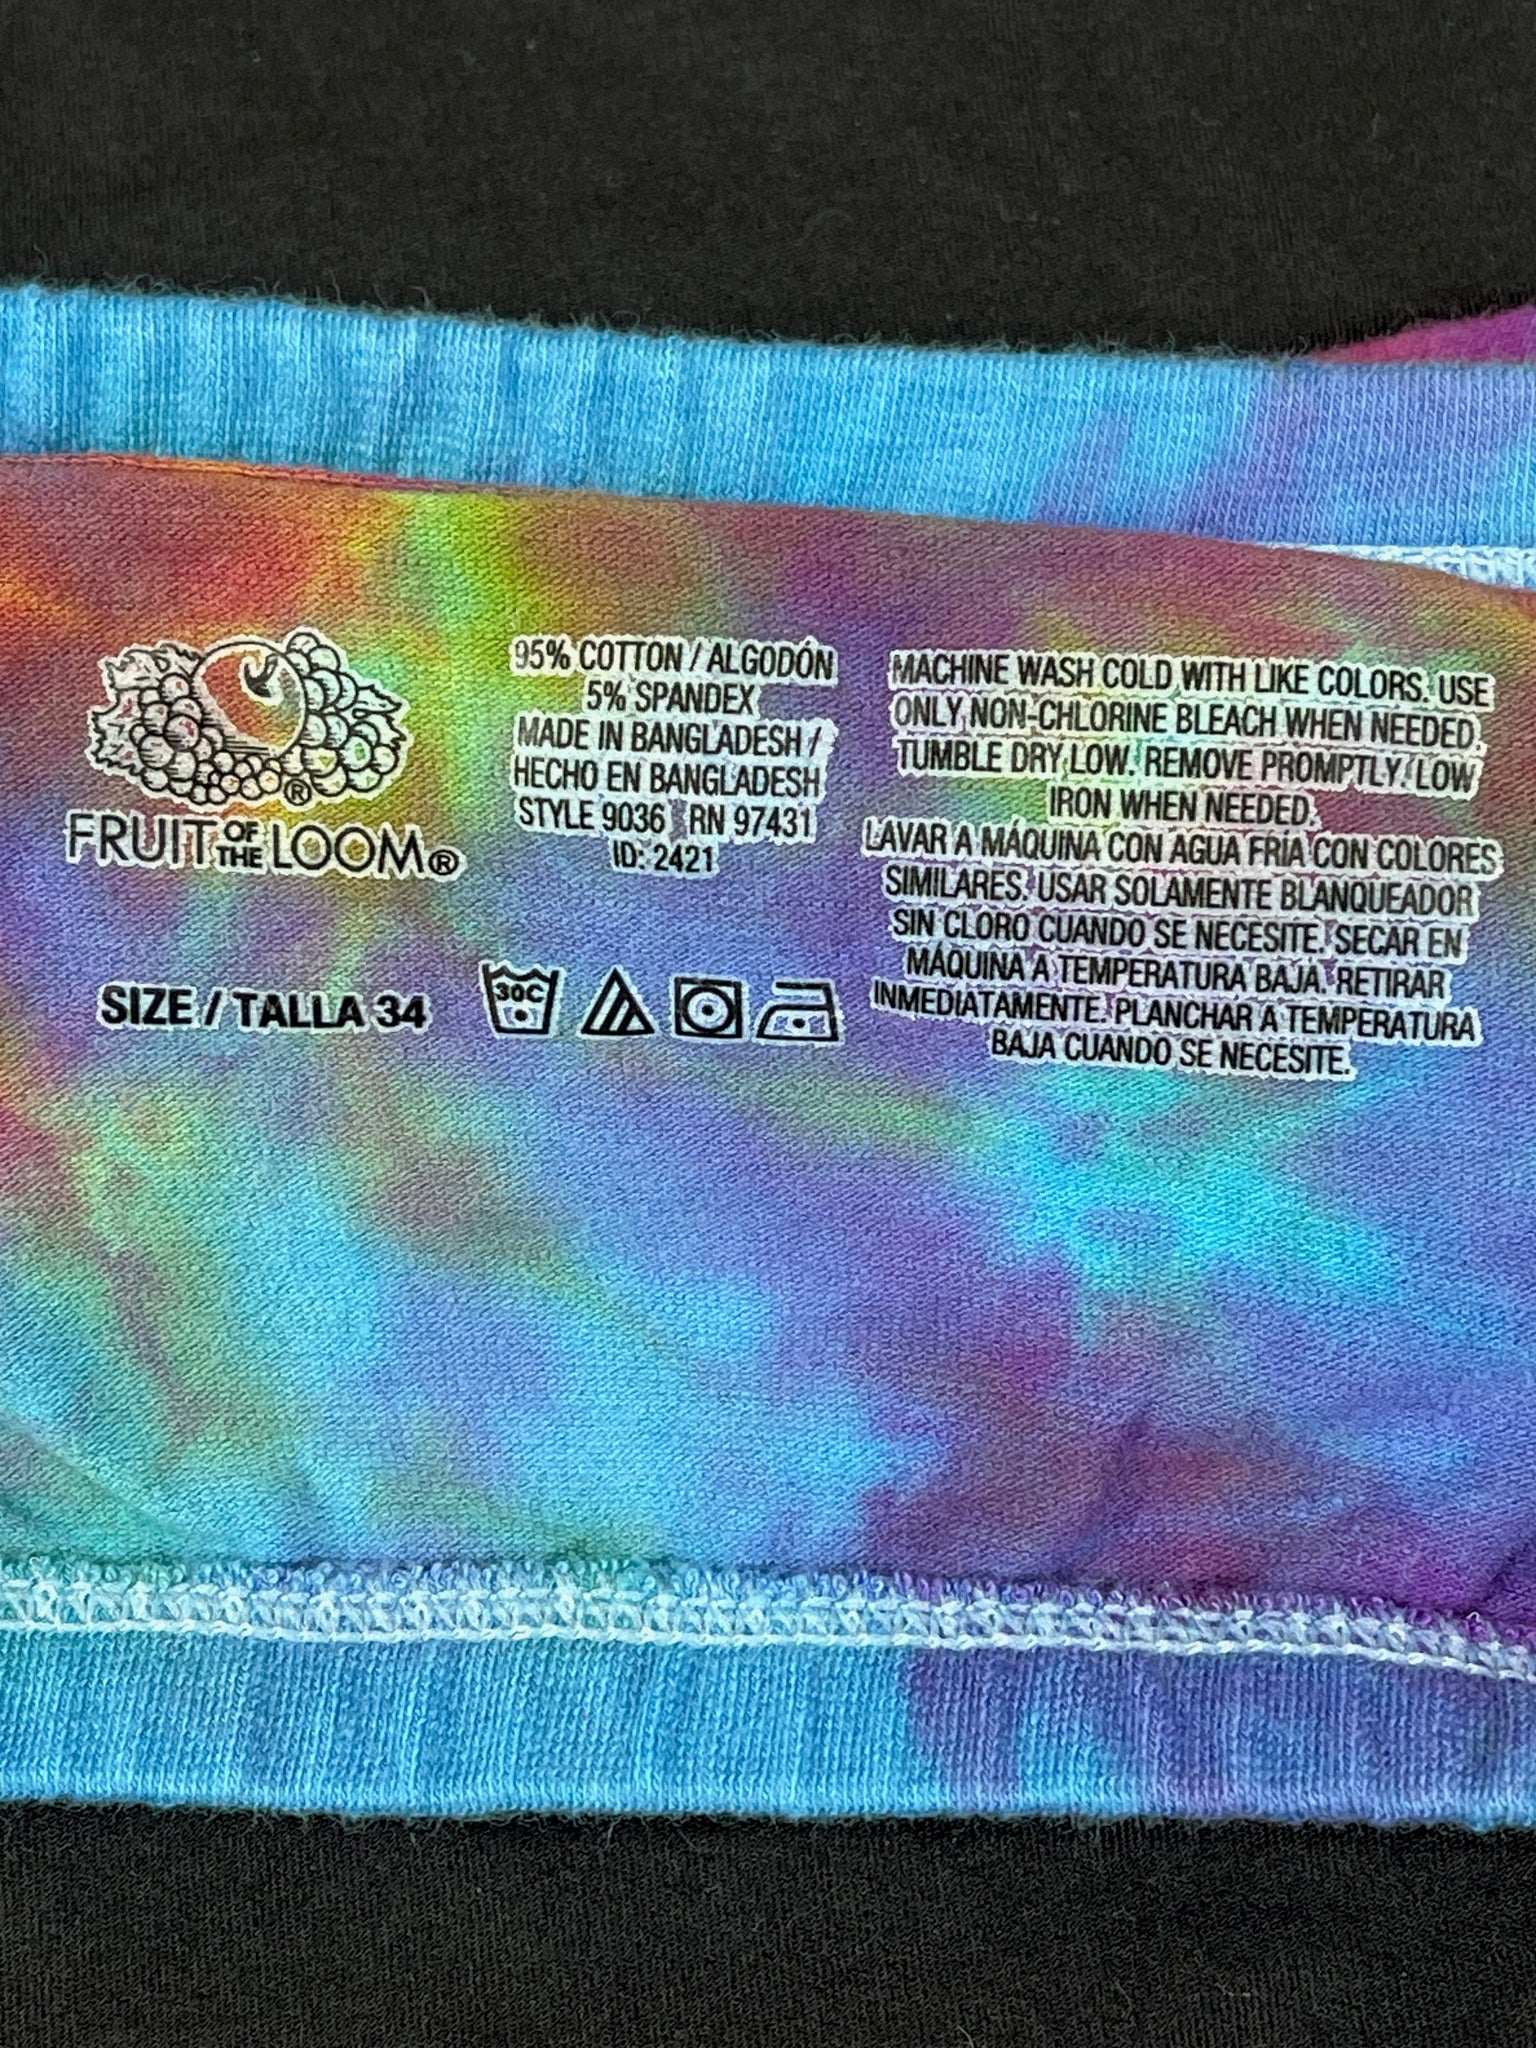 ®
FRUIT OF THE LOOM®
95% COTTON / ALGODÓN
5% SPANDEX
MADE IN BANGLADESH /
HECHO EN BANGLADESH
STYLE 9036 RN 97431
ID: 2421
SIZE / TALLA 34
30C
MACHINE WASH COLD WITH LIKE COLORS. USE
ONLY NON-CHLORINE BLEACH WHEN NEEDED.
TUMBLE DRY LOW. REMOVE PROMPTLY. LOW
IRON WHEN NEEDED.
LAVAR A MÁQUINA CON AGUA FRIA CON COLORES
SIMILARES. USAR SOLAMENTE BLANQUEADOR
SIN CLORO CUANDO SE NECESITE. SECAR EN
MÁQUINA A TEMPERATURA BAJA. RETIRAR
INMEDIATAMENTE. PLANCHAR A TEMPERATURA
BAJA CUANDO SE NECESITE.